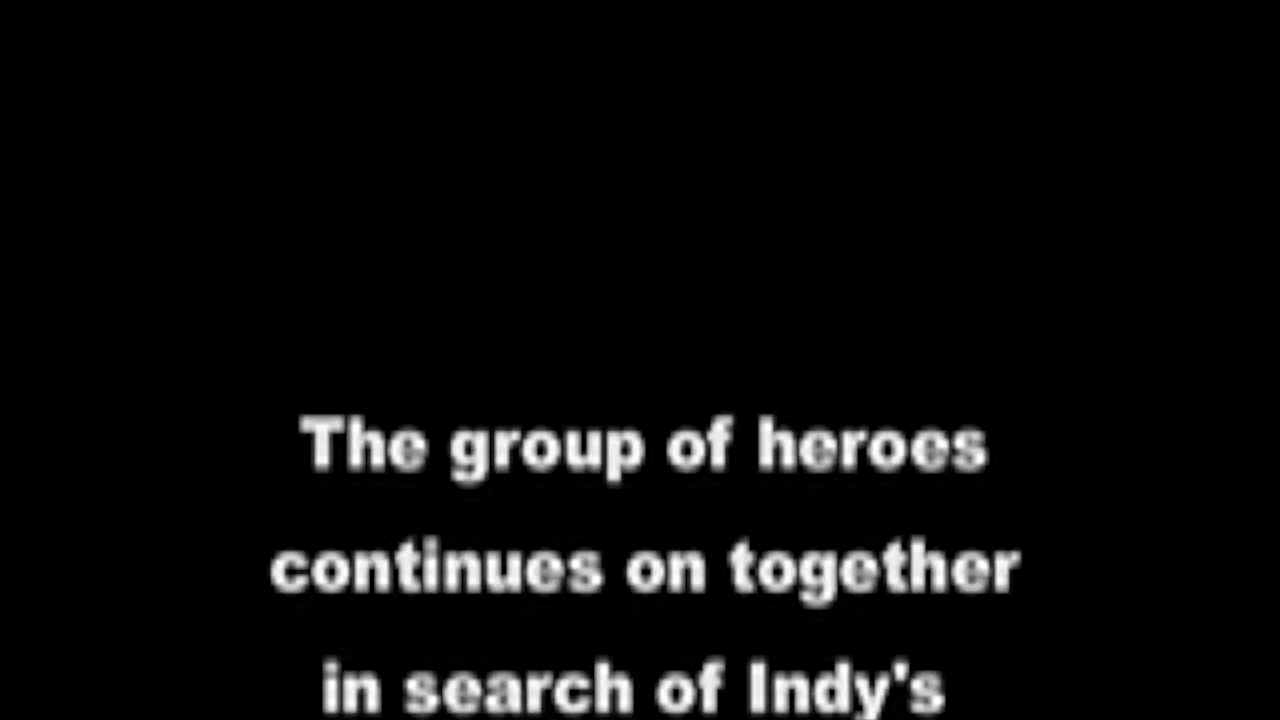 The group of heroes
continues on together
in search of Indy's